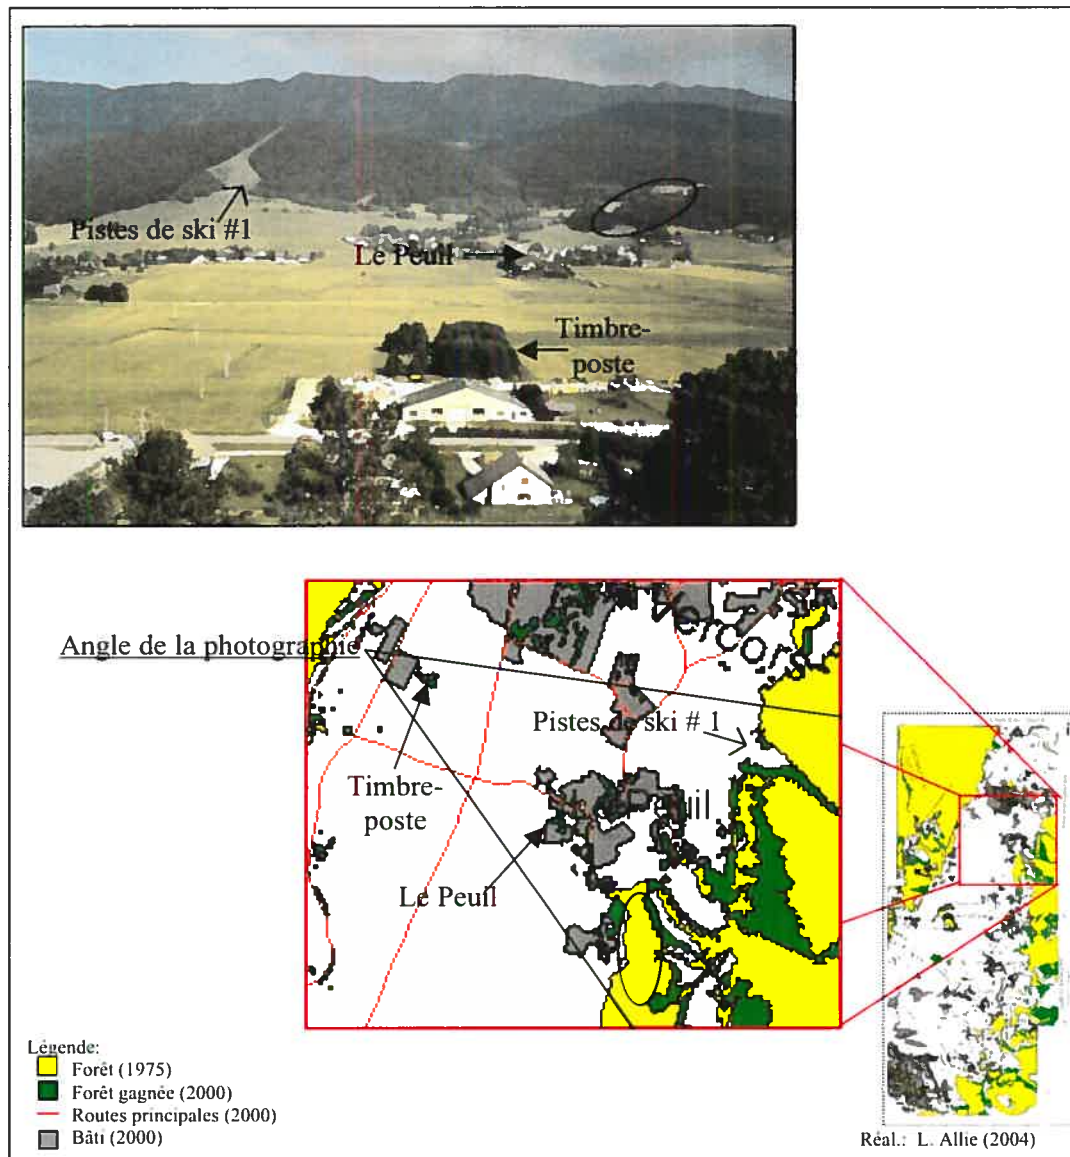 Pistes de ski #1
Le Peuil
Timbre-
poste
Angle de la photographie
Pistes de ski # 1
Timbre-
poste
Le Peuil
Légende:
Forêt (1975)
Forêt gagnée (2000)
Routes principales (2000)
Bâti (2000)
Réal.: L. Allie (2004)